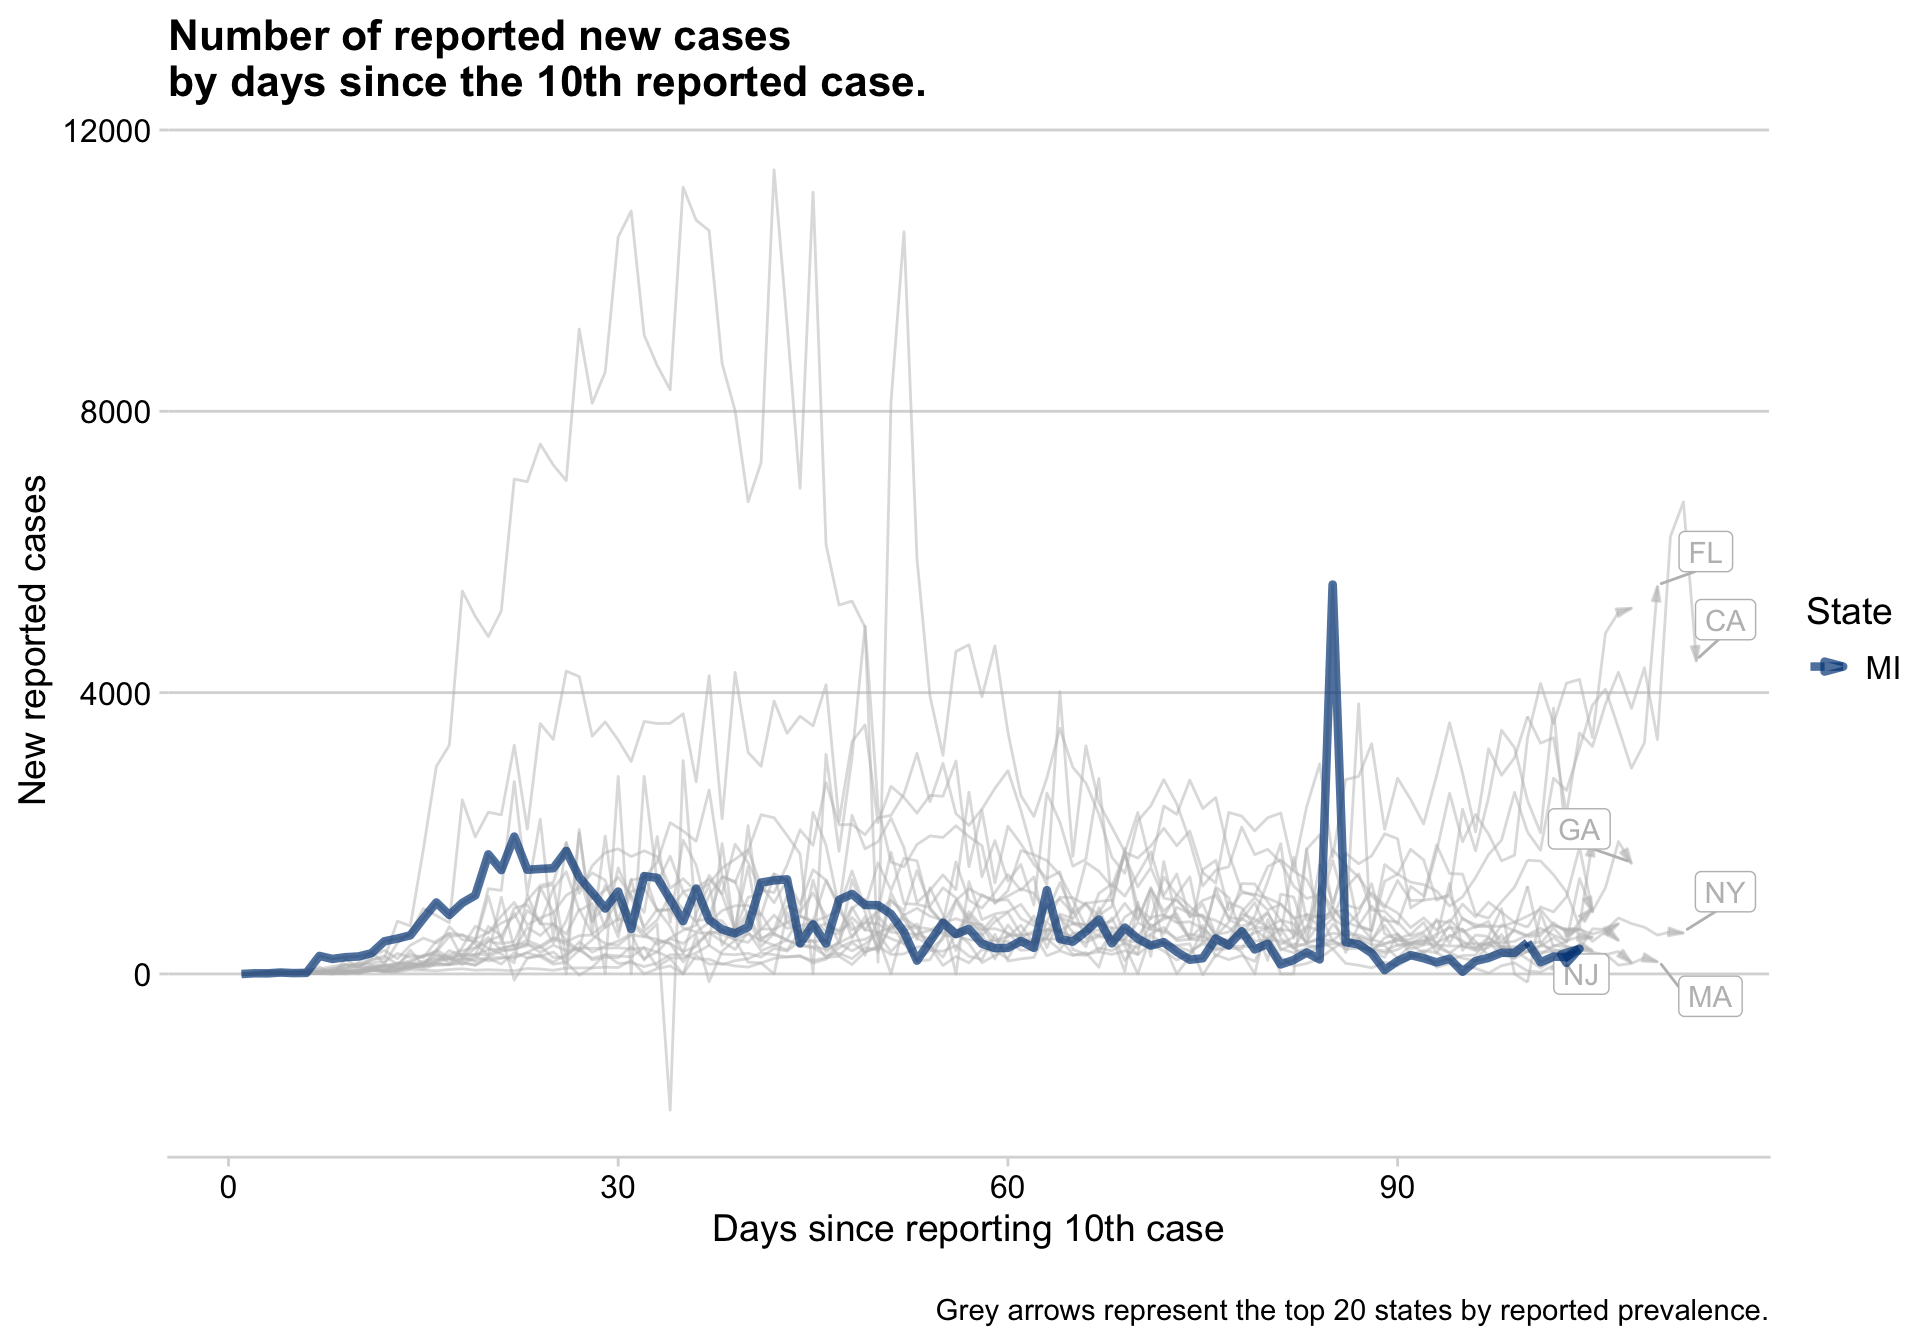 Number of reported new cases
by days since the 10th reported case.
12000
8000
4000
0
New reported cases
FL
CA
GA
NY
NJ
MA
State
MI
0
30
60
90
Days since reporting 10th case
Grey arrows represent the top 20 states by reported prevalence.